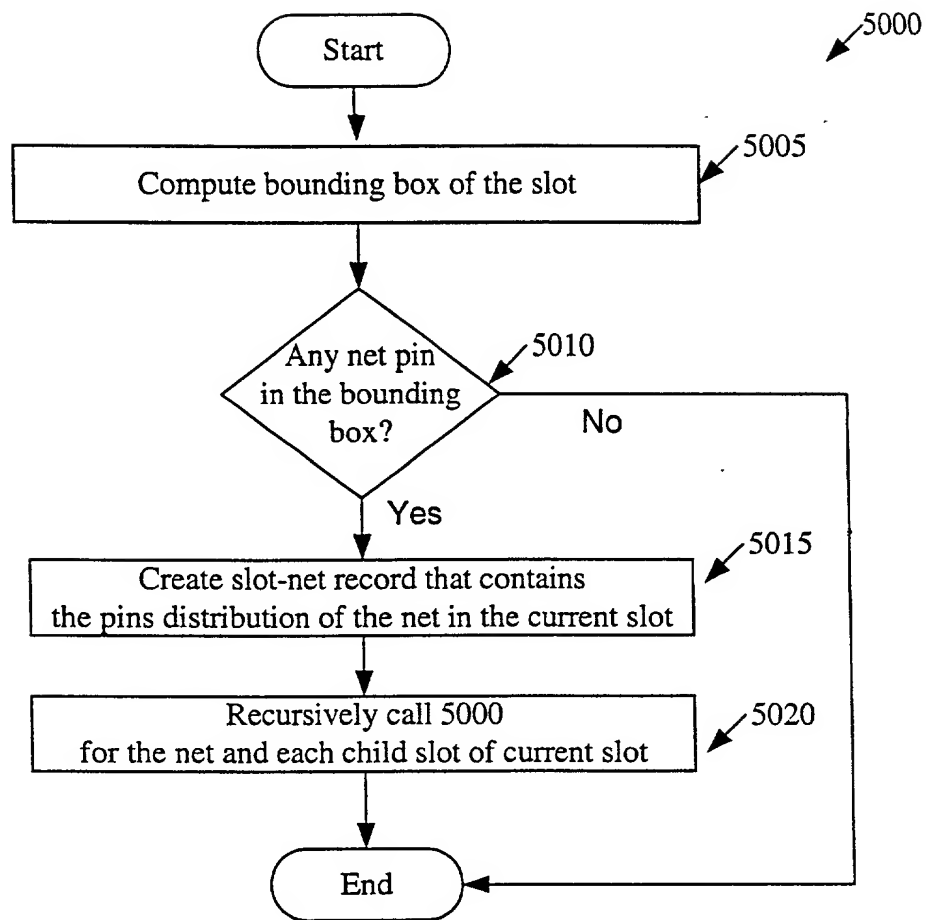 5000
Start
5005
Compute bounding box of the slot
Any net pin
in the bounding
box?
5010
No
Yes
5015
Create slot-net record that contains
the pins distribution of the net in the current slot
5020
Recursively call 5000
for the net and each child slot of current slot
End